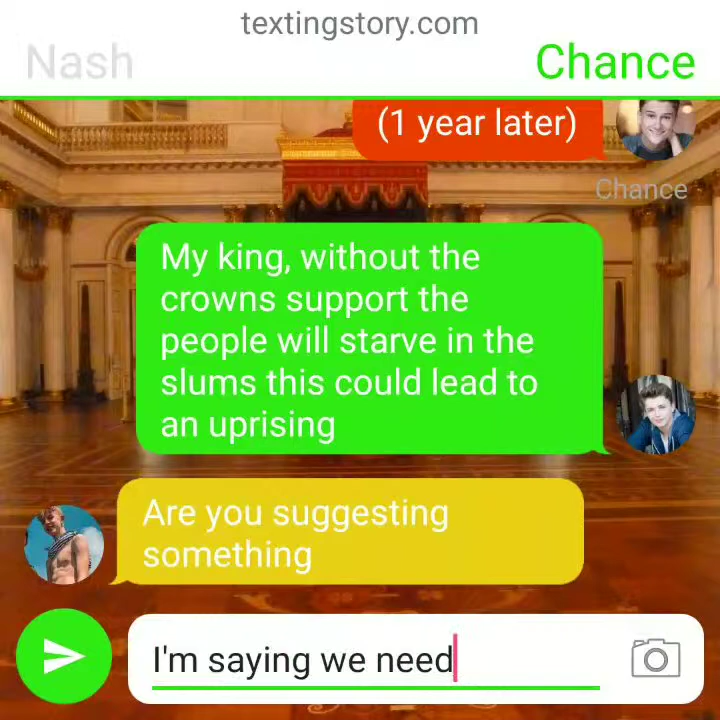 textingstory.com
Nash
Chance
(1 year later)
Chance
My king, without the
crowns support the
people will starve in the
slums this could lead to
an uprising
Are you suggesting
something
I'm saying we need